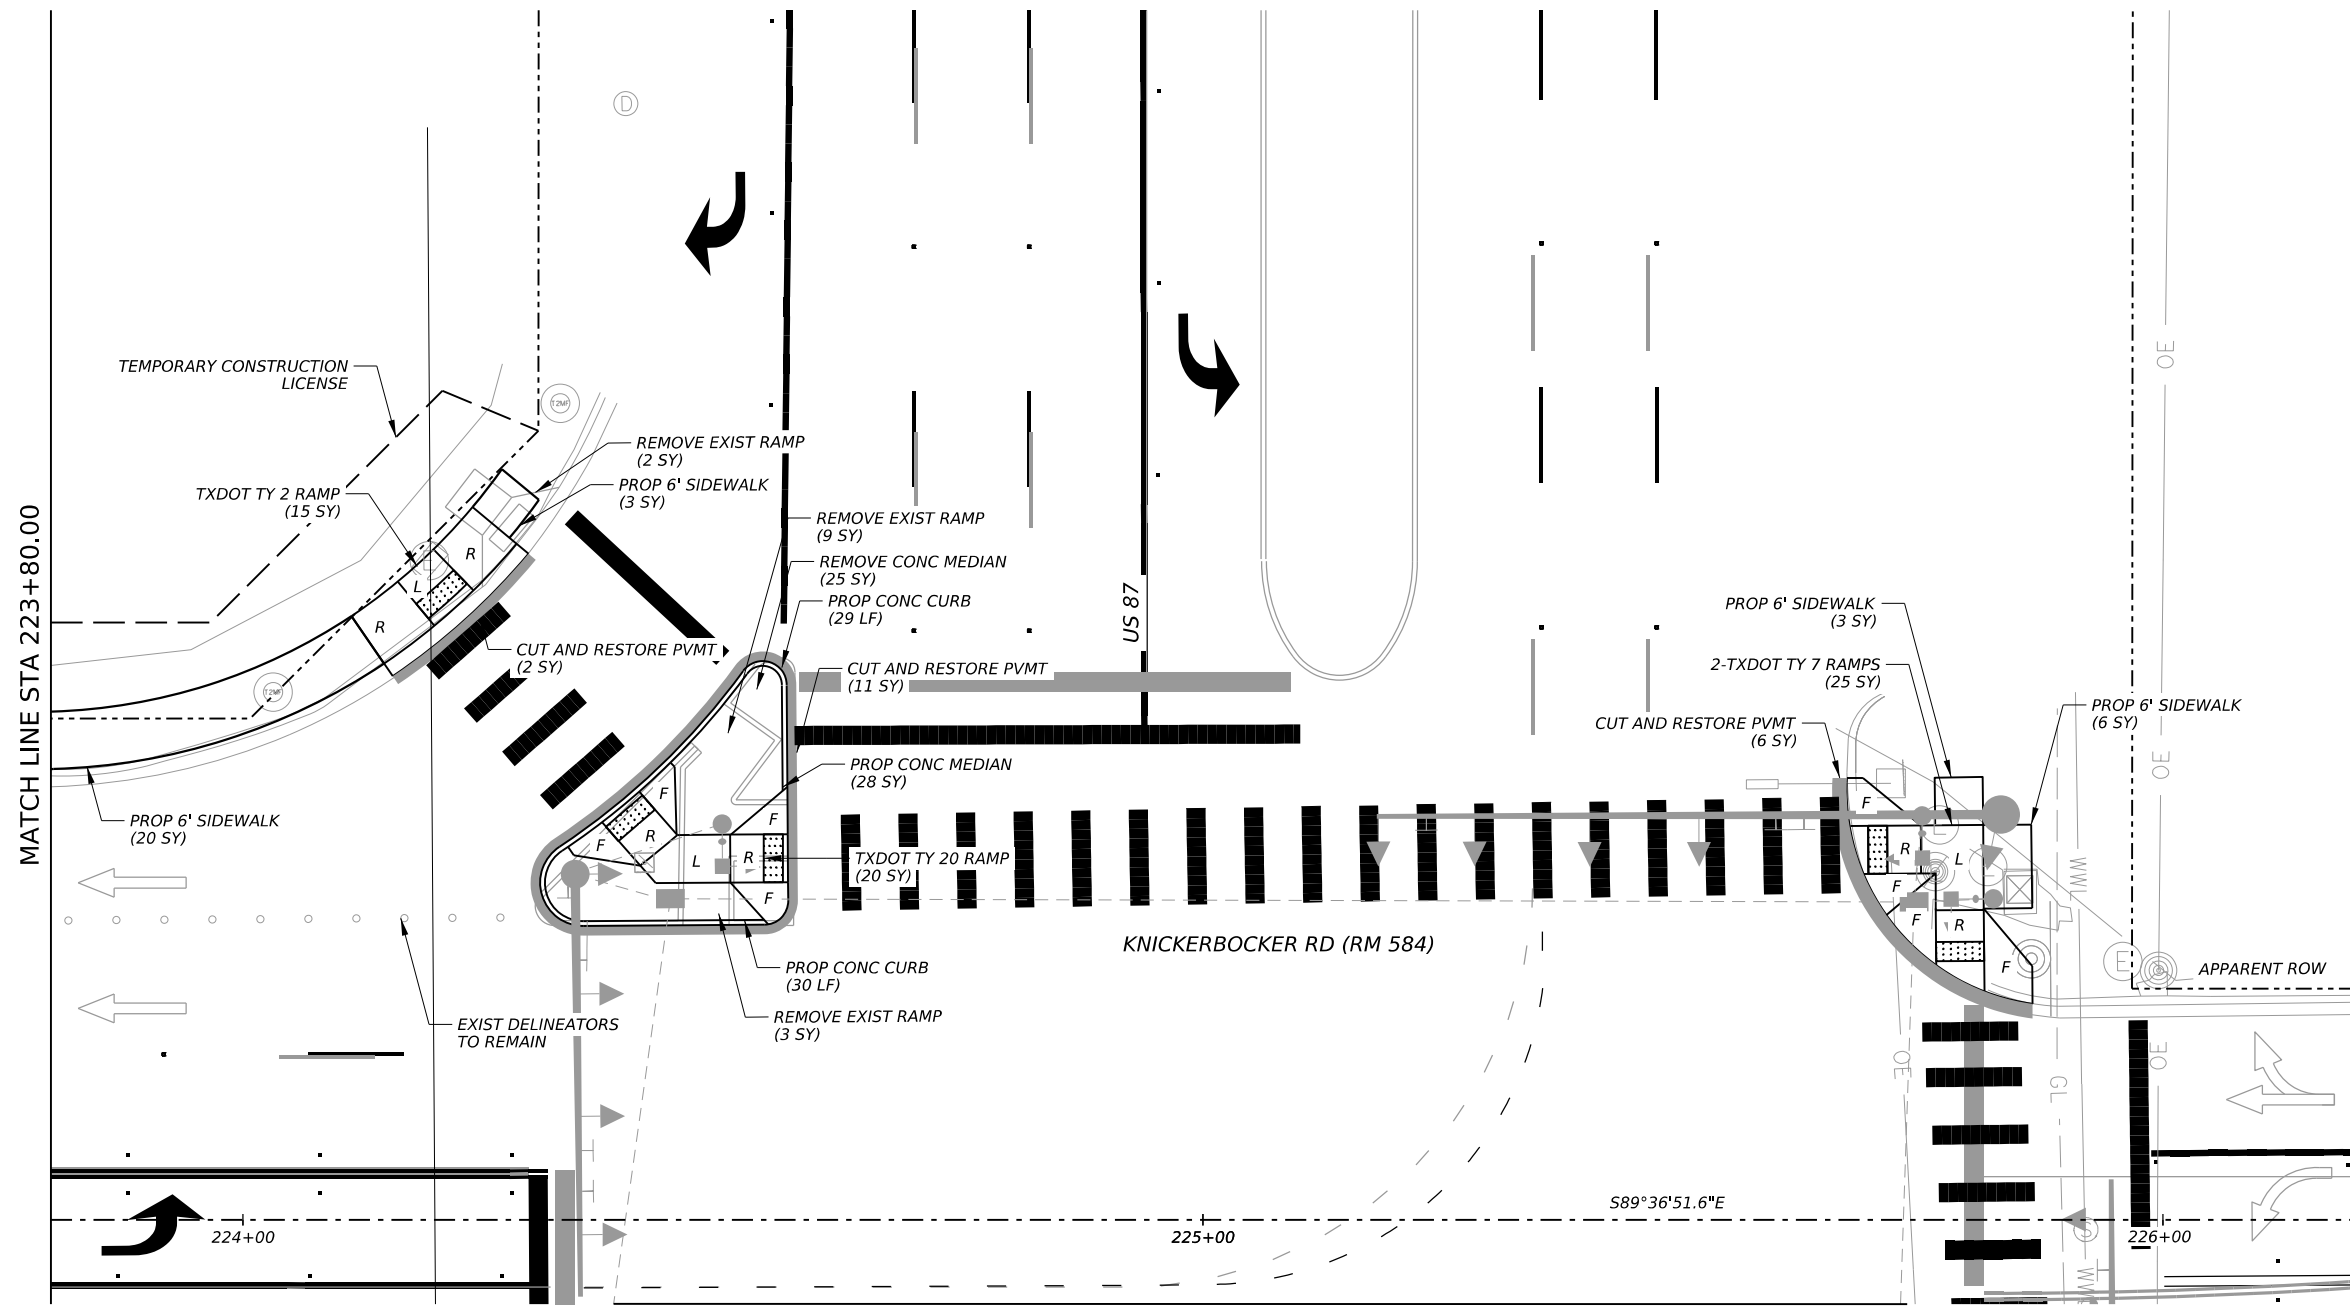 MATCH LINE STA 223+80.00
D
TEMPORARY CONSTRUCTION
LICENSE
T2MF
REMOVE EXIST RAMP
(2 SY)
PROP 6' SIDEWALK
(3 SY)
TXDOT TY 2 RAMP
(15 SY)
R
L
R
T2MF
CUT AND RESTORE PVMT
(2 SY)
PROP 6' SIDEWALK
(20 SY)
REMOVE EXIST RAMP
(9 SY)
REMOVE CONC MEDIAN
(25 SY)
PROP CONC CURB
(29 LF)
CUT AND RESTORE PVMT
(11 SY)
PROP CONC MEDIAN
(28 SY)
TXDOT TY 20 RAMP
(20 SY)
F
F
R
F
L
R
F
PROP CONC CURB
(30 LF)
REMOVE EXIST RAMP
(3 SY)
EXIST DELINEATORS
TO REMAIN
US 87
KNICKERBOCKER RD (RM 584)
PROP 6' SIDEWALK
(3 SY)
2-TXDOT TY 7 RAMPS
(25 SY)
CUT AND RESTORE PVMT
(6 SY)
PROP 6' SIDEWALK
(6 SY)
F
R
L
F
F
R
F
OE
OE
OE
OE
W
E
GL
S
W
APPARENT ROW
S89°36'51.6"E
224+00
225+00
226+00